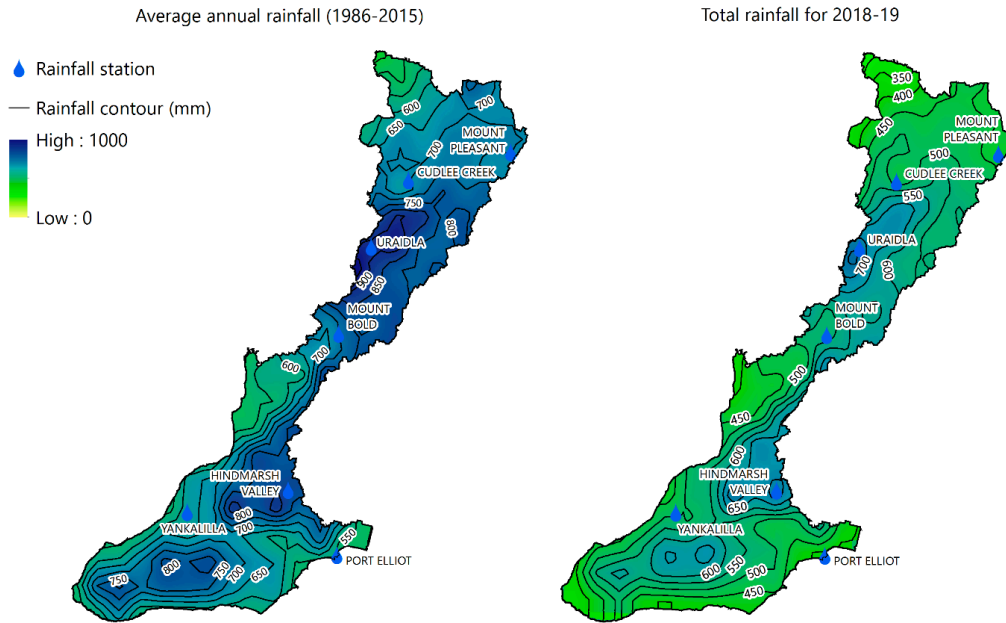 Average annual rainfall (1986-2015)
Total rainfall for 2018-19
Rainfall station
Rainfall contour (mm)
High : 1000
Low : 0
600
700
650
MOUNT
PLEASANT
700
CUDLEE CREEK
750
800
URAIDLA
900
850
MOUNT
BOLD
700
600
HINDMARSH
VALLEY
800
700
YANKALILLA
550
PORT ELLIOT
750
800
750
700
650
350
400
450
MOUNT
PLEASANT
500
CUDLEE CREEK
550
URAIDLA
700
600
MOUNT
BOLD
500
450
600
HINDMARSH
VALLEY
650
YANKALILLA
PORT ELLIOT
600
550
500
450